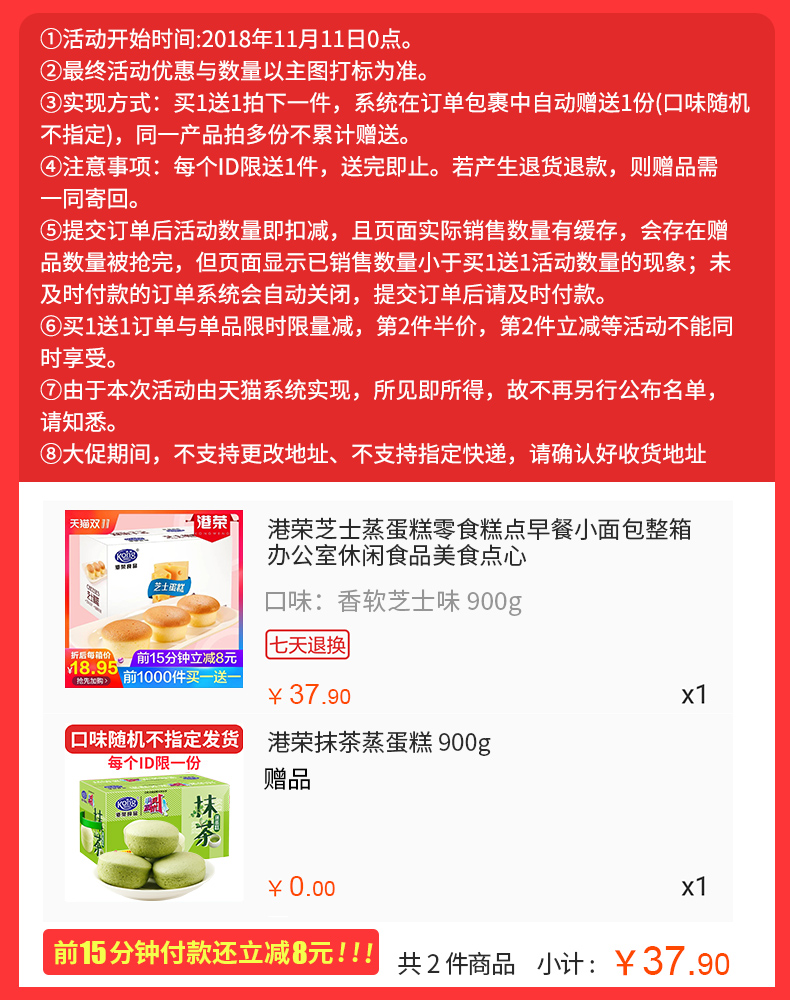 ①活动开始时间:2018年11月11日0点。
②最终活动优惠与数量以主图打标为准。
③实现方式：买1送1拍下一件，系统在订单包裹中自动赠送1份(口味随机
不指定)，同一产品拍多份不累计赠送。
④注意事项：每个ID限送1件，送完即止。若产生退货退款，则赠品需
一同寄回。
⑤提交订单后活动数量即扣减，且页面实际销售数量有缓存，会存在赠
品数量被抢完，但页面显示已销售数量小于买1送1活动数量的现象；未
及时付款的订单系统会自动关闭，提交订单后请及时付款。
⑥买1送1订单与单品限时限量减，第2件半价，第2件立减等活动不能同
时享受。
⑦由于本次活动由天猫系统实现，所见即所得，故不再另行公布名单，
请知悉。
⑧大促期间，不支持更改地址、不支持指定快递，请确认好收货地址
天猫双11
港荣
Kong
港荣食品
芝士蛋糕
折后每箱价
¥18.95
抢先加购>
前15分钟立减8元
前1000件买一送一
港荣芝士蒸蛋糕零食糕点早餐小面包整箱
办公室休闲食品美食点心
口味：香软芝士味 900g
七天退换
￥37.90
x1
口味随机不指定发货
每个ID限一份
Kong
港荣食品
抹茶
港荣抹茶蒸蛋糕 900g
赠品
￥0.00
x1
前15分钟付款还立减8元!!!
共2件商品 小计：￥37.90